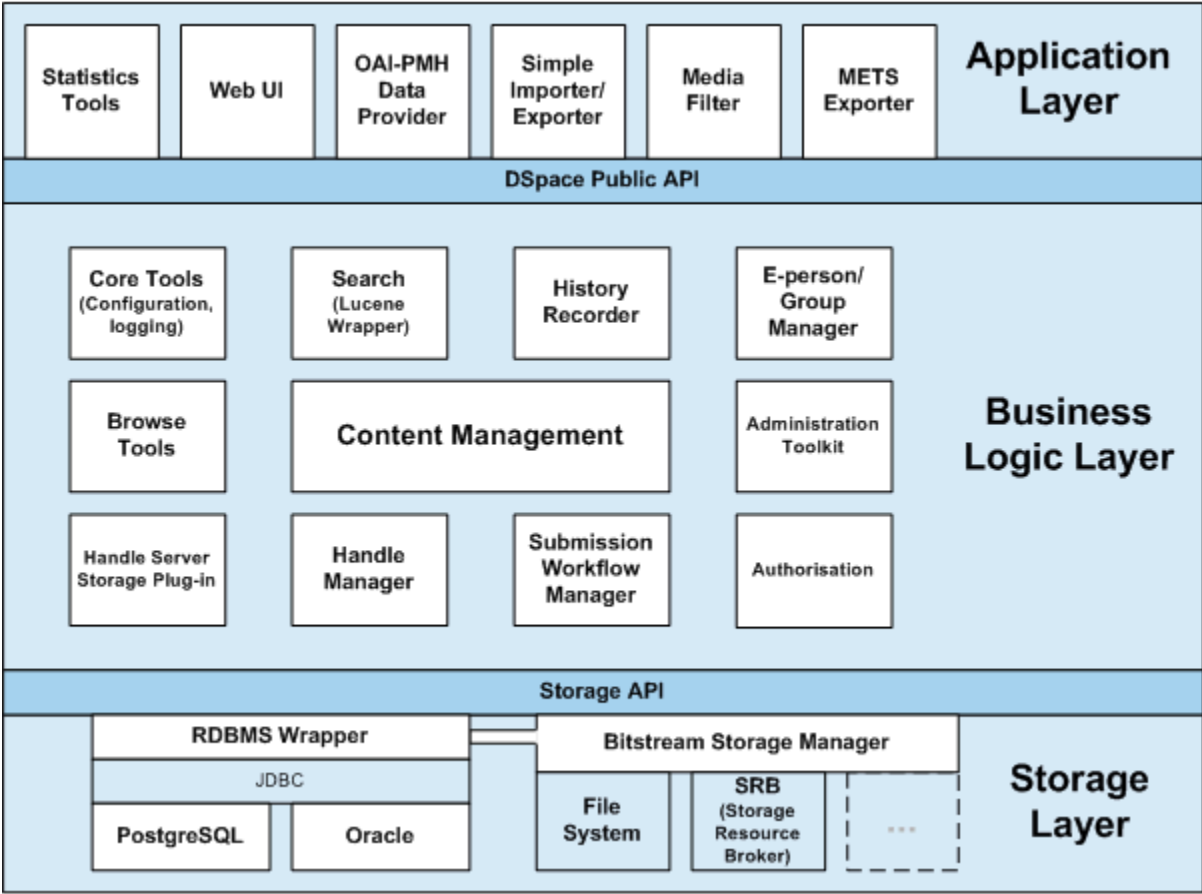 Statistics
Tools
Web UI
OAI-PMH
Data
Provider
Simple
Importer/
Exporter
Media
Filter
METS
Exporter
Application
Layer
DSpace Public API
Core Tools
(Configuration,
logging)
Search
(Lucene
Wrapper)
History
Recorder
E-person/
Group
Manager
Browse
Tools
Content Management
Administration
Toolkit
Business
Logic Layer
Handle Server
Storage Plug-in
Handle
Manager
Submission
Workflow
Manager
Authorisation
Storage API
RDBMS Wrapper
JDBC
PostgreSQL
Oracle
Bitstream Storage Manager
File
System
SRB
(Storage
Resource
Broker)
...
Storage
Layer